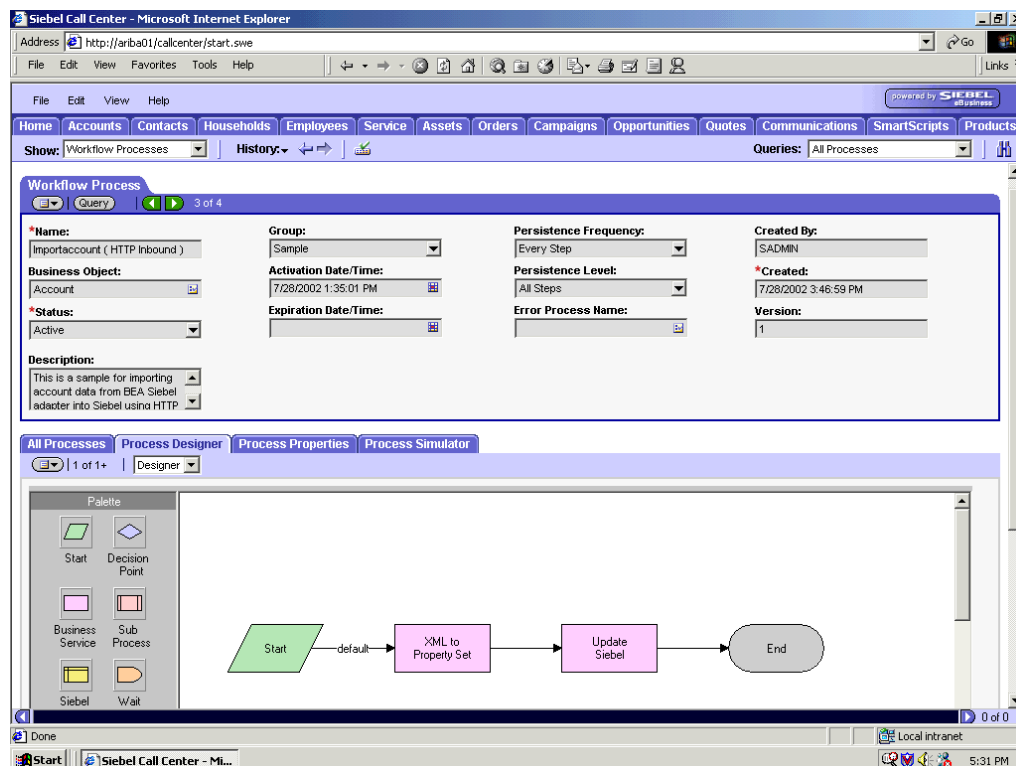 Siebel Call Center - Microsoft Internet Explorer
Address http://ariba01/callcenter/start.swe Go
File Edit View Favorites Tools Help Links
File Edit View Help powered by SIEBEL eBusiness
Home Accounts Contacts Households Employees Service Assets Orders Campaigns Opportunities Quotes Communications SmartScripts Products
Show: Workflow Processes History: Queries: All Processes
Workflow Process
Query 3 of 4
*Name: Group: Persistence Frequency: Created By:
Importaccount ( HTTP Inbound ) Sample Every Step SADMIN
Business Object: Activation Date/Time: Persistence Level: *Created:
Account 7/28/2002 1:35:01 PM All Steps 7/28/2002 3:46:59 PM
*Status: Expiration Date/Time: Error Process Name: Version:
Active 1
Description:
This is a sample for importing
account data from BEA Siebel
adapter into Siebel using HTTP
All Processes Process Designer Process Properties Process Simulator
1 of 1+ Designer
Palette
Start Decision
Point
Business Sub
Service Process
Siebel Wait
Start default XML to
Property Set Update
Siebel End
0 of 0
Done Local intranet
Start Siebel Call Center - Mi... 5:31 PM